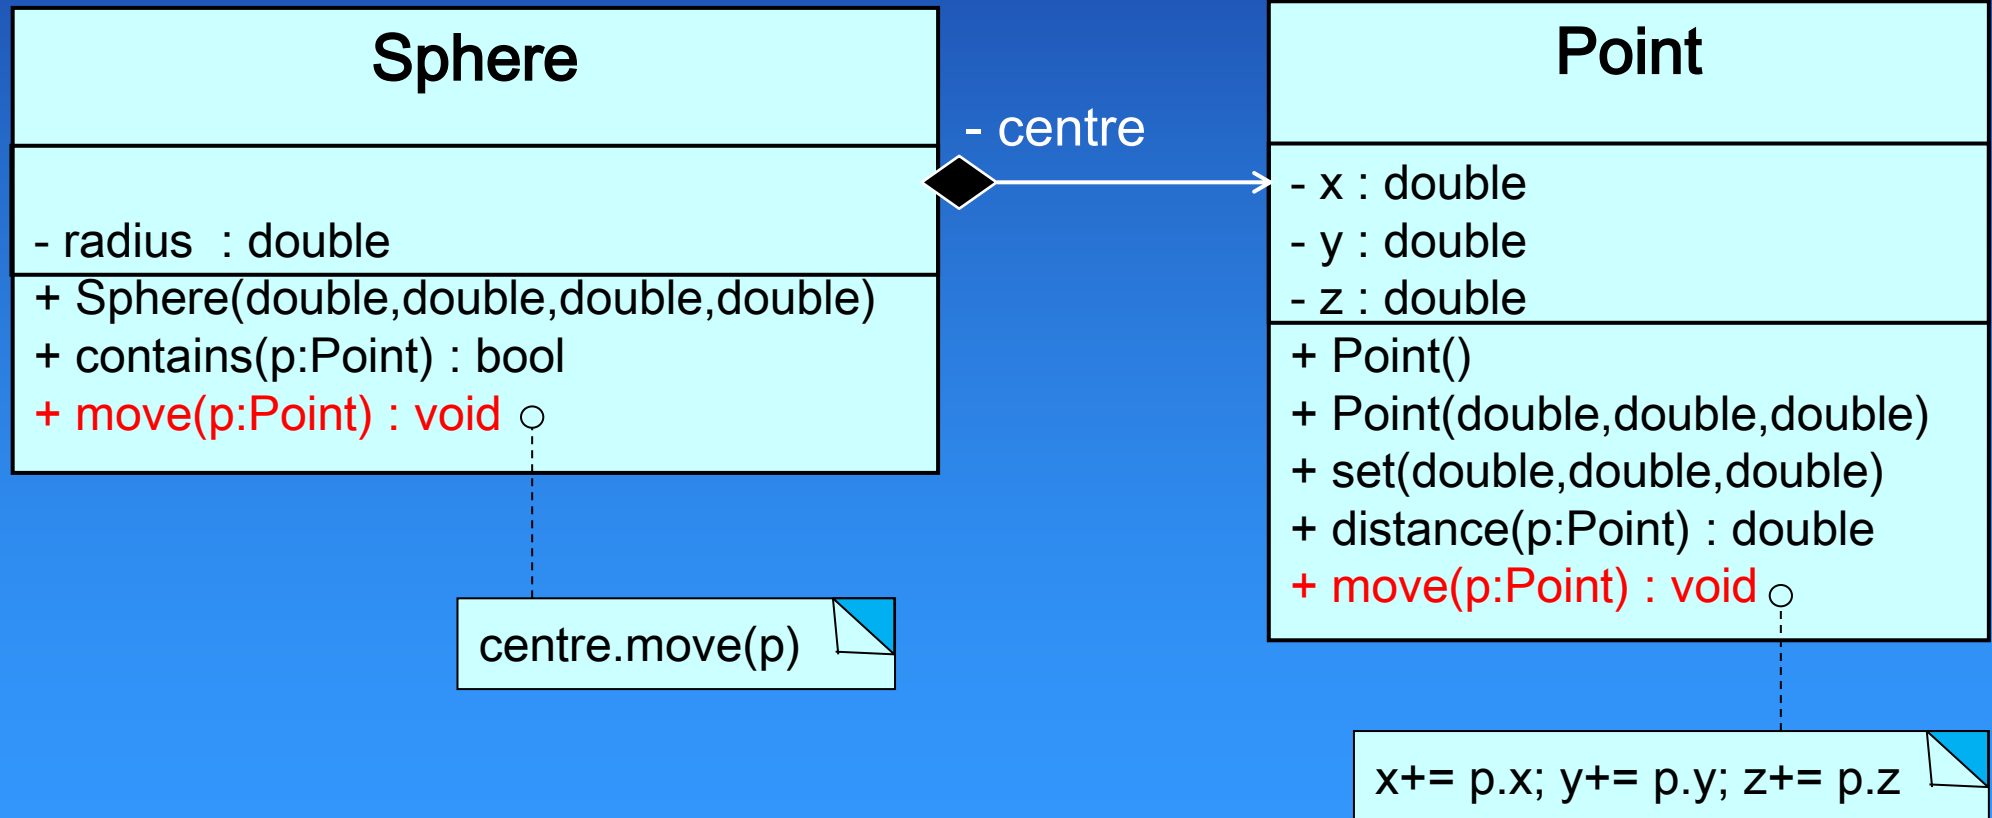 Sphere
- radius : double
+ Sphere(double,double,double,double)
+ contains(p:Point) : bool
+ move(p:Point) : void
centre.move(p)
- centre
Point
- x : double
- y : double
- z : double
+ Point()
+ Point(double,double,double)
+ set(double,double,double)
+ distance(p:Point) : double
+ move(p:Point) : void
x+= p.x; y+= p.y; z+= p.z